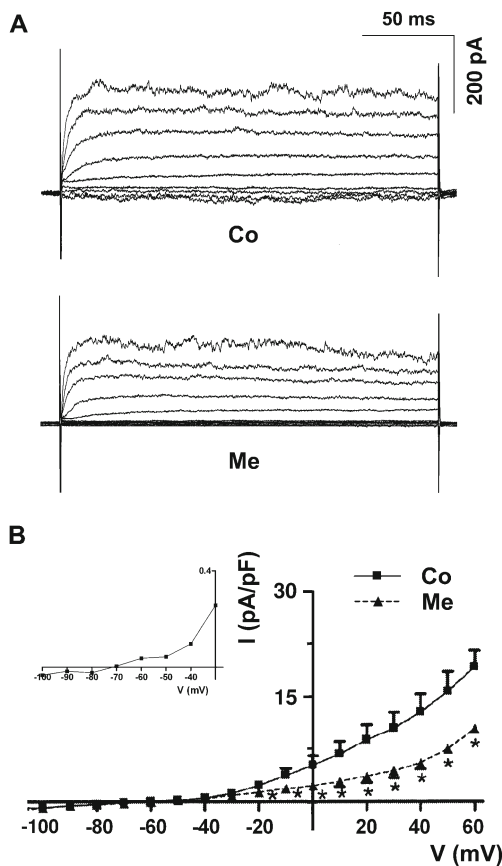 A
50 ms
200 pA
Co
Me
B
0.4
-100 -90 -80 -70 -60 -50 -40
V (mV)
I (pA/pF)
30
15
0
Co
Me
* * * * * * * *
-100 -80 -60 -40 -20 20 40 60
V (mV)